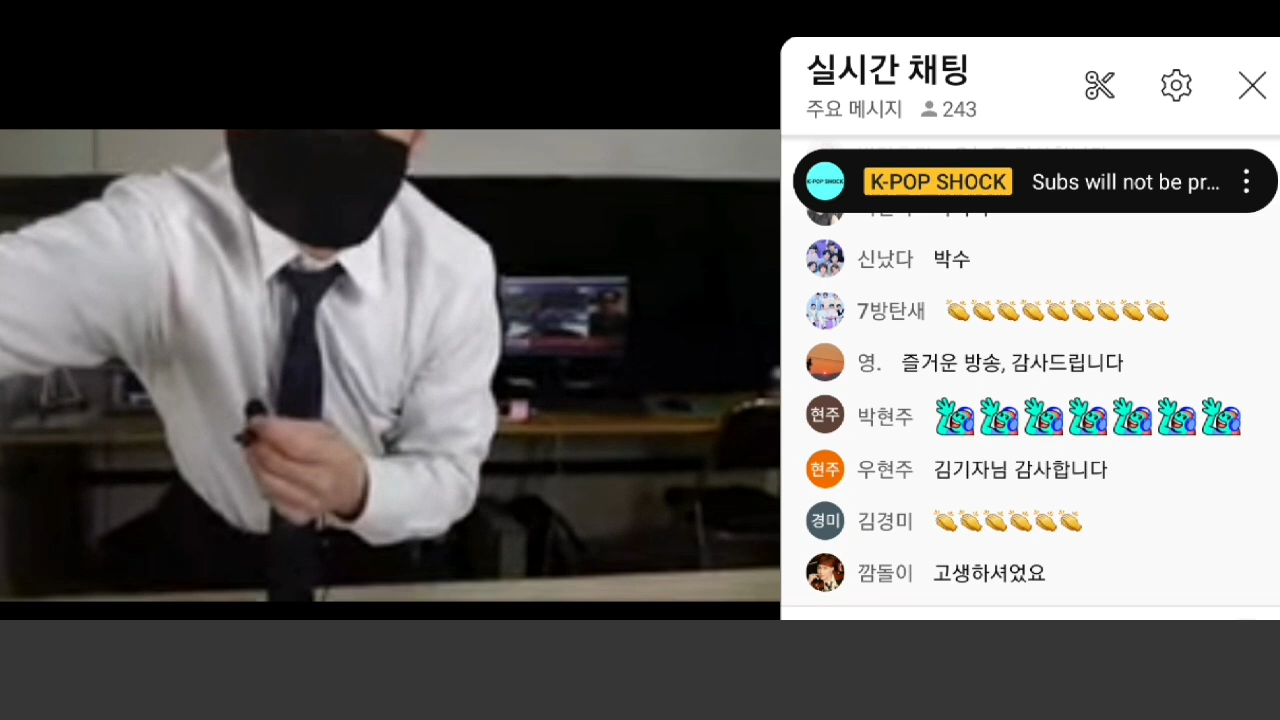 실시간 채팅
주요 메시지 243
K-POP SHOCK K-POP SHOCK Subs will not be pr...
신났다 박수
7방탄새 👏👏👏👏👏👏👏👏👏
영. 즐거운 방송, 감사드립니다
현주 박현주
현주 우현주 김기자님 감사합니다
경미 김경미 👏👏👏👏👏👏
깜돌이 고생하셔었요